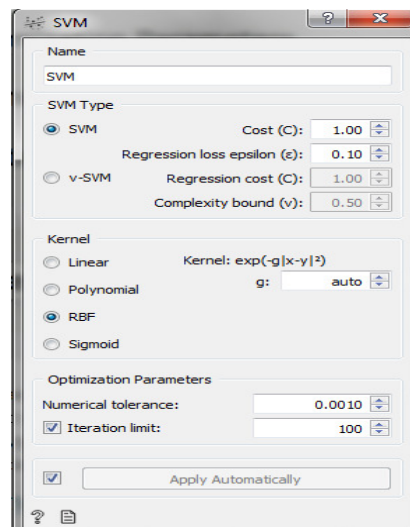 SVM
Name
SVM
SVM Type
SVM Cost (C): 1.00
Regression loss epsilon (ε): 0.10
ν-SVM Regression cost (C): 1.00
Complexity bound (ν): 0.50
Kernel
Linear Kernel: exp(-g|x-y|²)
g: auto
Polynomial
RBF
Sigmoid
Optimization Parameters
Numerical tolerance: 0.0010
Iteration limit: 100
Apply Automatically